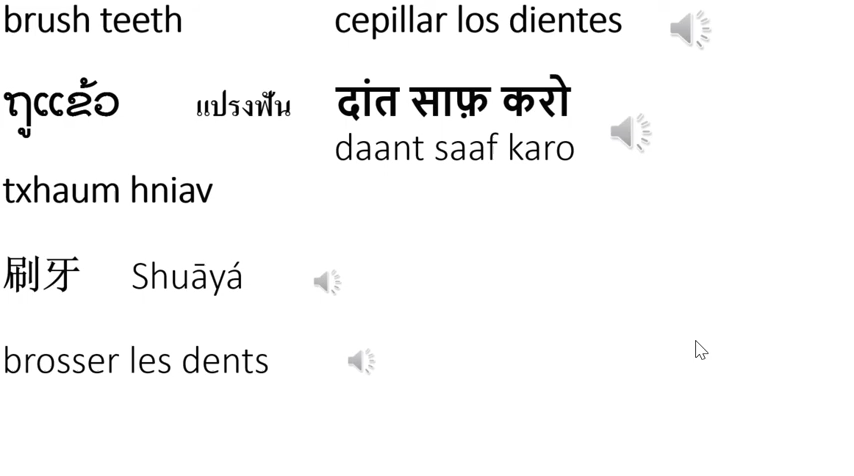 brush teeth
cepillar los dientes
ຖູແຂ້ວ
แปรงฟัน
दांत साफ़ करो
daant saaf karo
txhaum hniav
刷牙 Shuāyá
brosser les dents